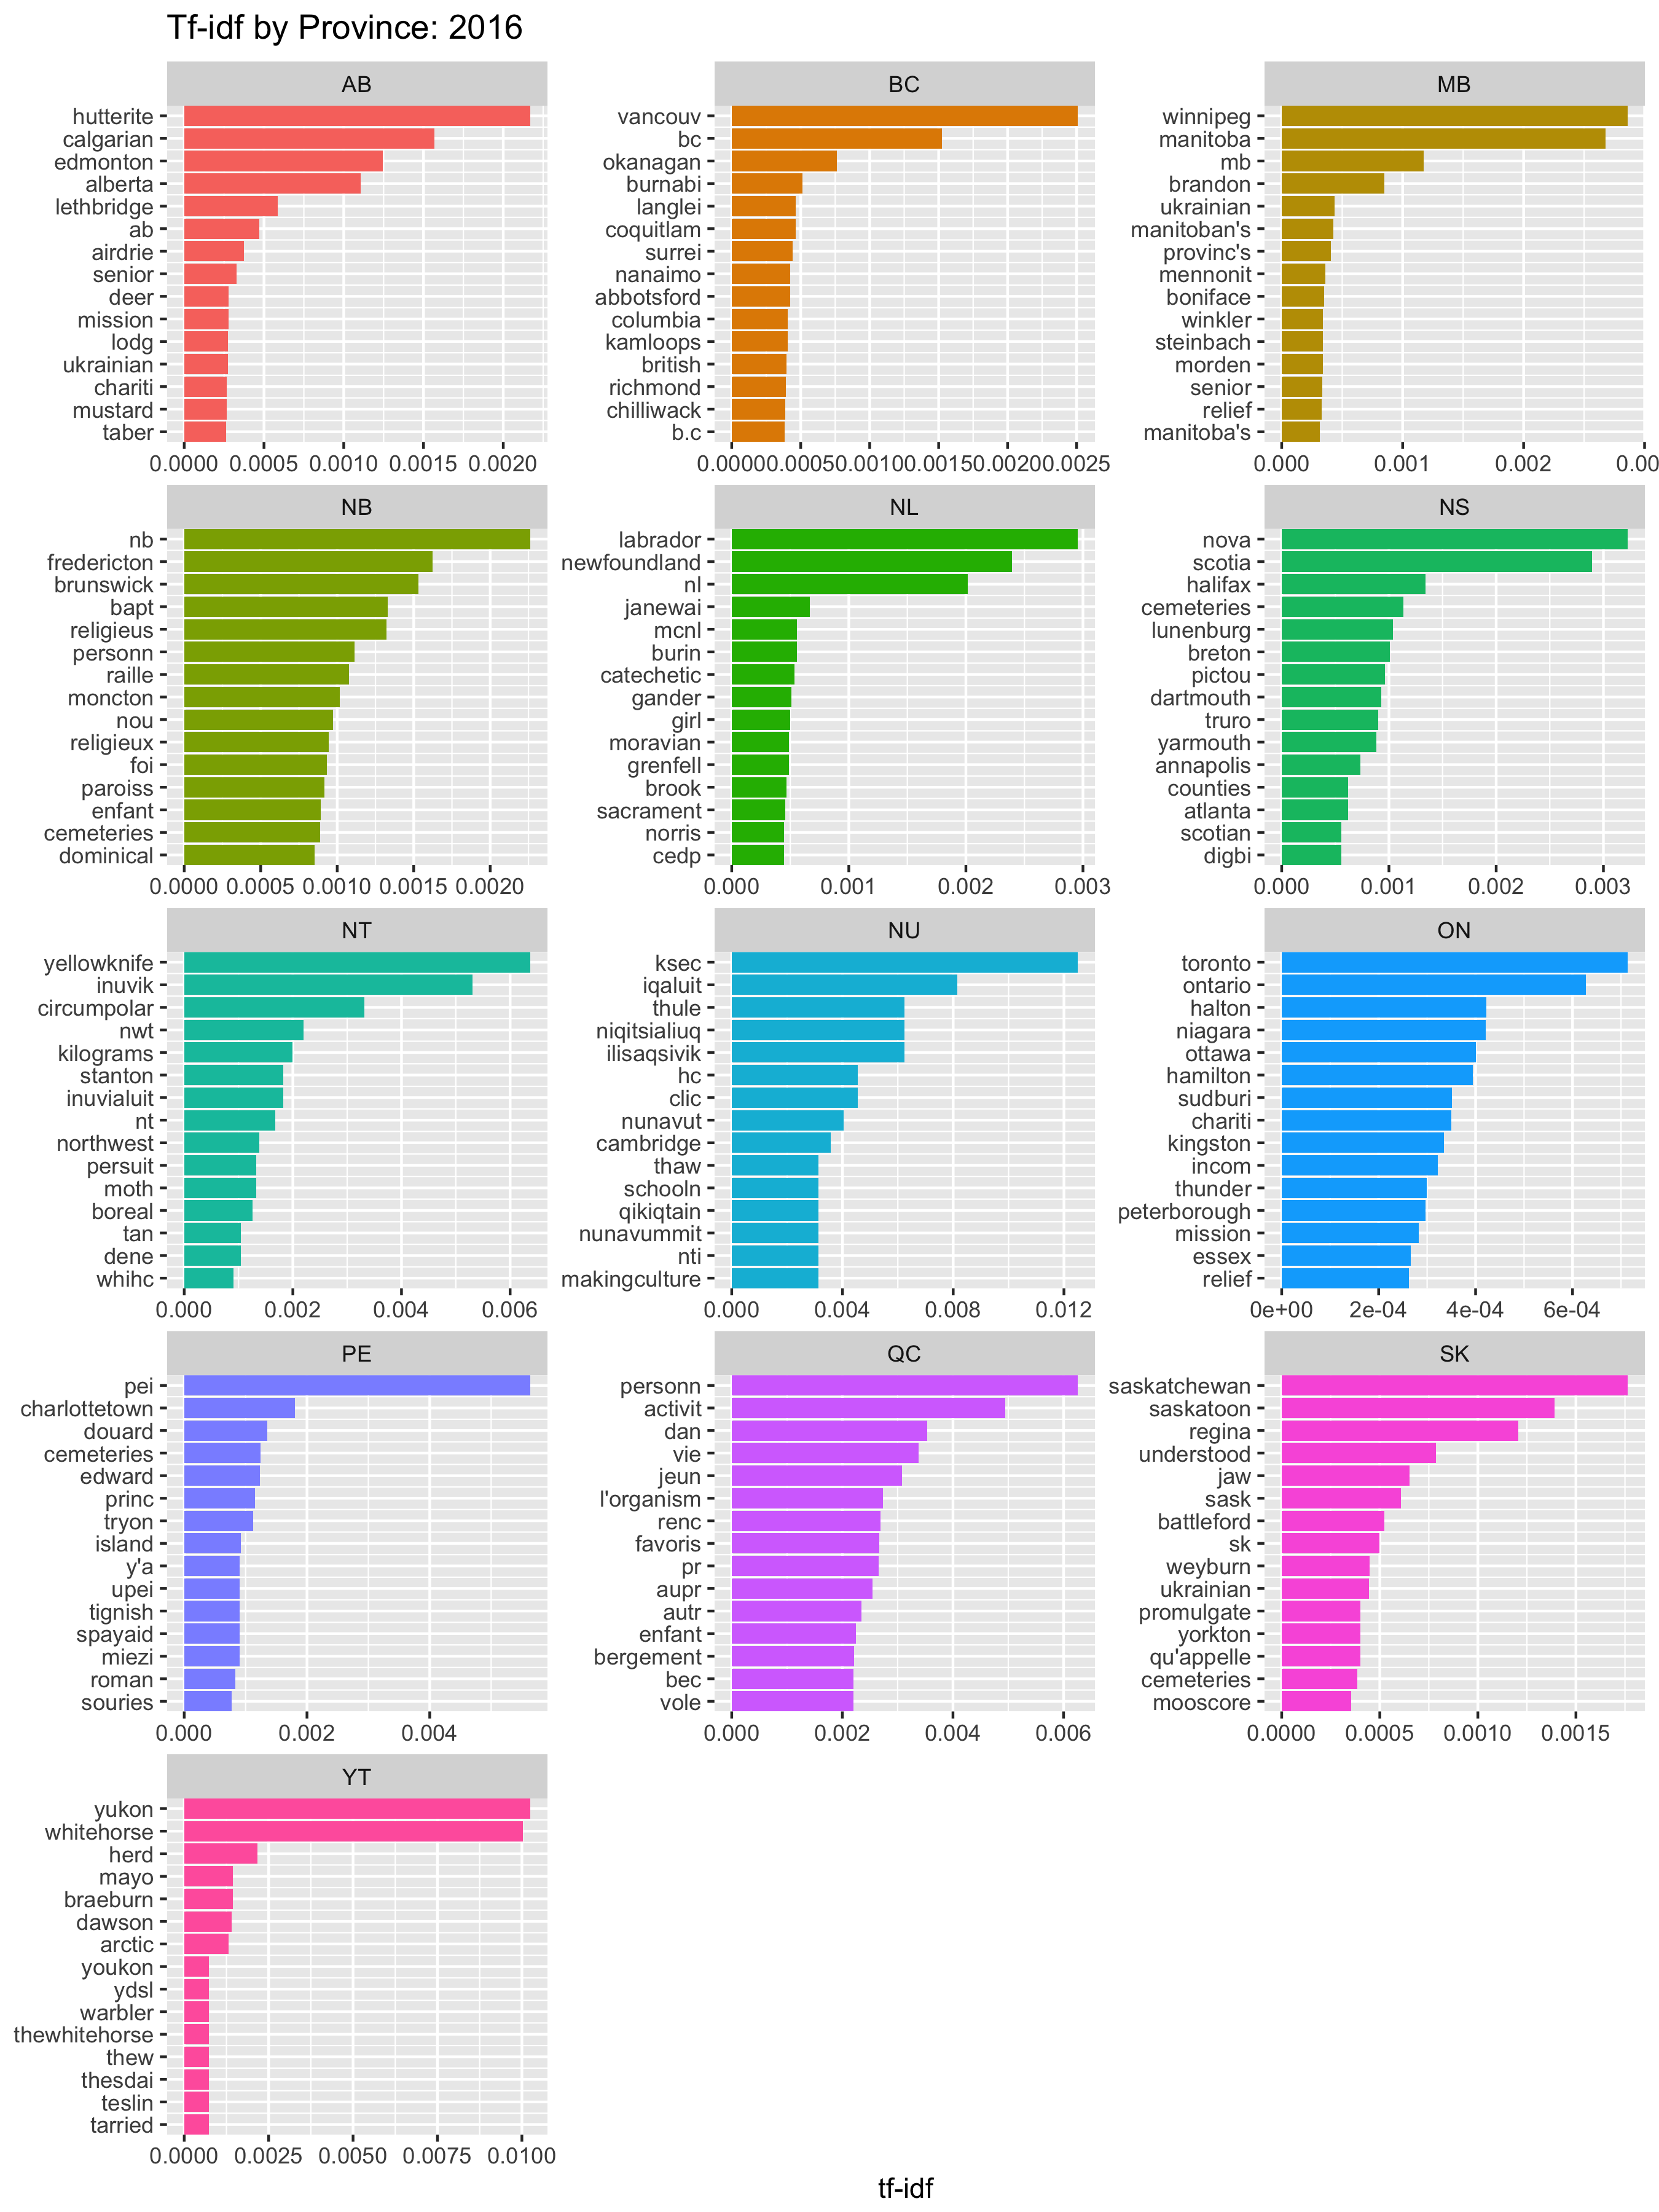 Tf-idf by Province: 2016
AB
hutterite
calgarian
edmonton
alberta
lethbridge
ab
airdrie
senior
deer
mission
lodg
ukrainian
chariti
mustard
taber
0.0000 0.0005 0.0010 0.0015 0.0020
BC
vancouv
bc
okanagan
burnabi
langlei
coquitlam
surrei
nanaimo
abbotsford
columbia
kamloops
british
richmond
chilliwack
b.c
0.0000 0.0005 0.0010 0.0015 0.0020 0.0025
MB
winnipeg
manitoba
mb
brandon
ukrainian
manitoban's
provinc's
mennonit
boniface
winkler
steinbach
morden
senior
relief
manitoba's
0.000 0.001 0.002 0.00
NB
nb
fredericton
brunswick
bapt
religieus
personn
raille
moncton
nou
religieux
foi
paroiss
enfant
cemeteries
dominical
0.0000 0.0005 0.0010 0.0015 0.0020
NL
labrador
newfoundland
nl
janewai
mcnl
burin
catechetic
gander
girl
moravian
grenfell
brook
sacrament
norris
cedp
0.000 0.001 0.002 0.003
NS
nova
scotia
halifax
cemeteries
lunenburg
breton
pictou
dartmouth
truro
yarmouth
annapolis
counties
atlanta
scotian
digbi
0.000 0.001 0.002 0.003
NT
yellowknife
inuvik
circumpolar
nwt
kilograms
stanton
inuvialuit
nt
northwest
persuit
moth
boreal
tan
dene
whihc
0.000 0.002 0.004 0.006
NU
ksec
iqaluit
thule
niqitsialiuq
ilisaqsivik
hc
clic
nunavut
cambridge
thaw
schooln
qikiqtain
nunavummit
nti
makingculture
0.000 0.004 0.008 0.012
ON
toronto
ontario
halton
niagara
ottawa
hamilton
sudburi
chariti
kingston
incom
thunder
peterborough
mission
essex
relief
0e+00 2e-04 4e-04 6e-04
PE
pei
charlottetown
douard
cemeteries
edward
princ
tryon
island
y'a
upei
tignish
spayaid
miezi
roman
souries
0.000 0.002 0.004
QC
personn
activit
dan
vie
jeun
l'organism
renc
favoris
pr
aupr
autr
enfant
bergement
bec
vole
0.000 0.002 0.004 0.006
SK
saskatchewan
saskatoon
regina
understood
jaw
sask
battleford
sk
weyburn
ukrainian
promulgate
yorkton
qu'appelle
cemeteries
mooscore
0.0000 0.0005 0.0010 0.0015
YT
yukon
whitehorse
herd
mayo
braeburn
dawson
arctic
youkon
ydsl
warbler
thewhitehorse
thew
thesdai
teslin
tarried
0.0000 0.0025 0.0050 0.0075 0.0100
tf-idf